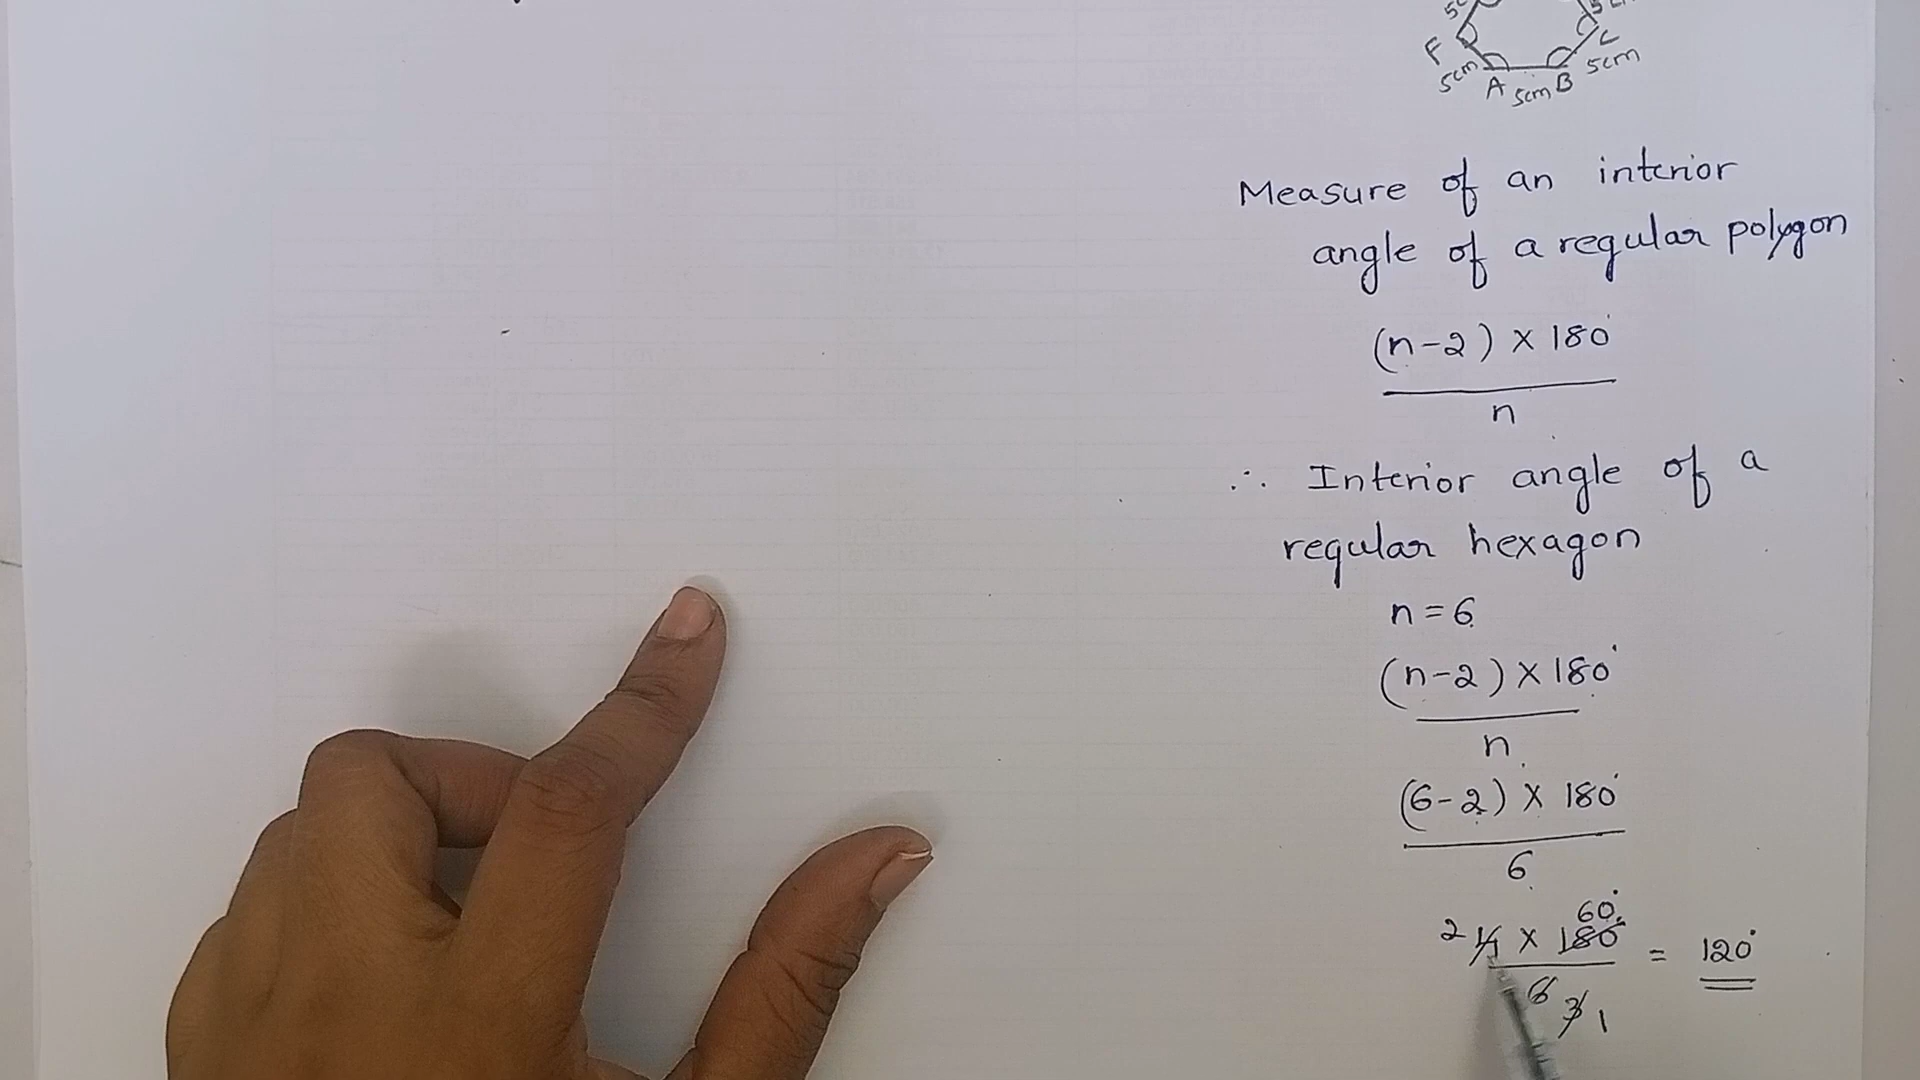 F
C
5cm A 5cm B 5cm
Measure of an interior
angle of a regular polygon
(n-2) × 180°
n
∴ Interior angle of a
regular hexagon
n = 6
(n-2) × 180°
n
(6-2) × 180°
6
60°
2 4 × 180° = 120°
6 3 1